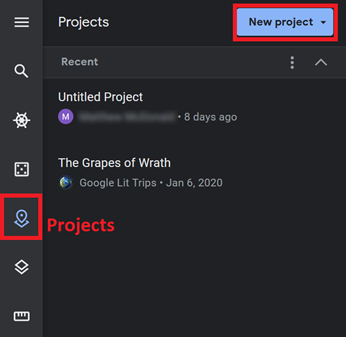 Projects
New project
Recent
Untitled Project
M • 8 days ago
The Grapes of Wrath
Google Lit Trips • Jan 6, 2020
Projects